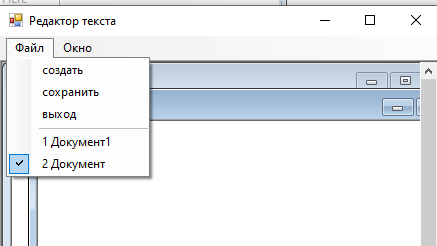 Редактор текста
Файл Окно
создать
сохранить
выход
1 Документ1
2 Документ